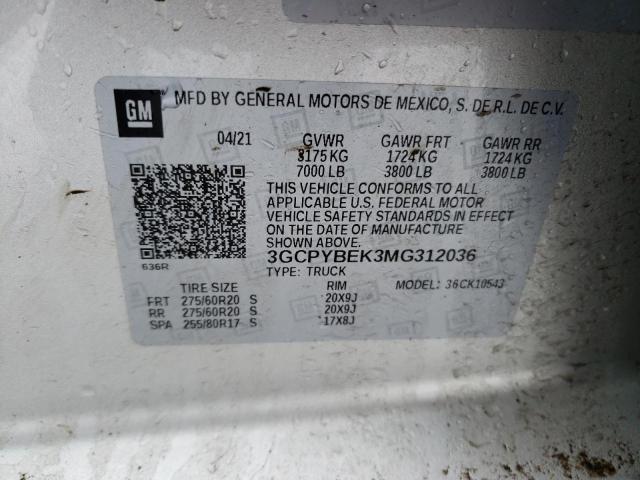 GM MFD BY GENERAL MOTORS DE MEXICO, S. DE R.L. DE C.V.
04/21 GVWR GAWR FRT GAWR RR
3175 KG 1724 KG 1724 KG
7000 LB 3800 LB 3800 LB
THIS VEHICLE CONFORMS TO ALL
APPLICABLE U.S. FEDERAL MOTOR
VEHICLE SAFETY STANDARDS IN EFFECT
ON THE DATE OF MANUFACTURE
SHOWN ABOVE.
3GCPYBEK3MG312036
636R
TYPE: TRUCK MODEL: 36CK10543
TIRE SIZE RIM
FRT 275/60R20 S 20X9J
RR 275/60R20 S 20X9J
SPA 255/80R17 S 17X8J